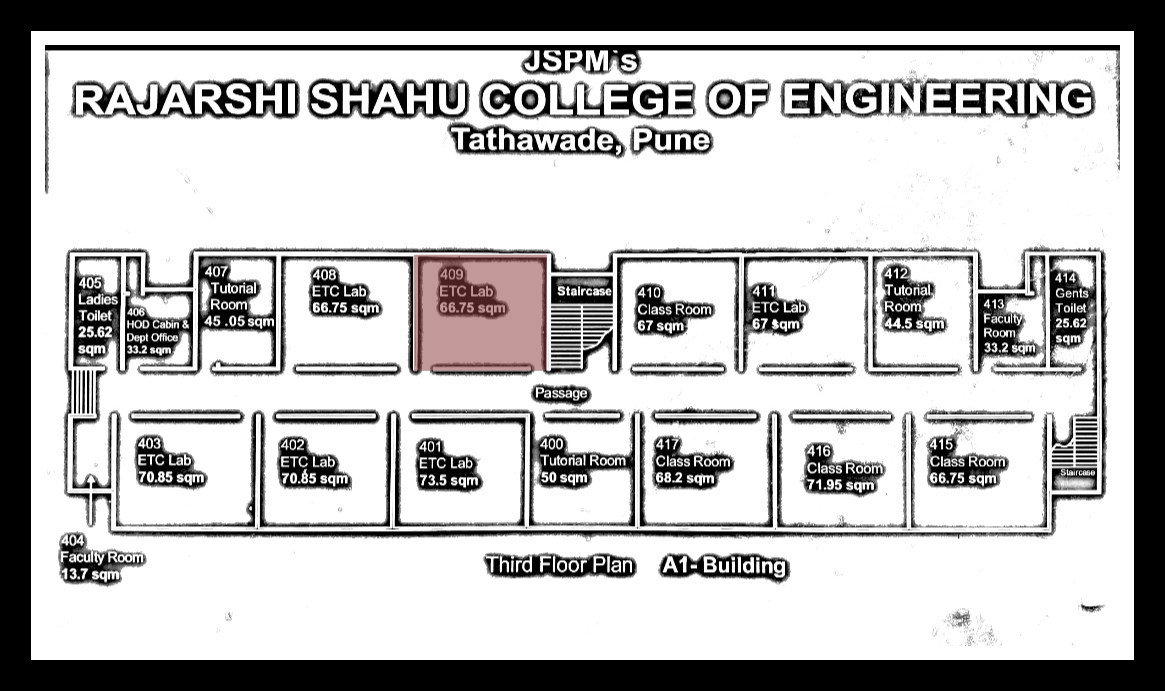 JSPM's
RAJARSHI SHAHU COLLEGE OF ENGINEERING
Tathawade, Pune
405
Ladies
Toilet
25.62
sqm
406
HOD Cabin &
Dept Office
33.2 sqm
407
Tutorial
Room
45 .05 sqm
408
ETC Lab
66.75 sqm
409
ETC Lab
66.75 sqm
Staircase
410
Class Room
67 sqm
411
ETC Lab
67 sqm
412
Tutorial
Room
44.5 sqm
413
Faculty
Room
33.2 sqm
414
Gents
Toilet
25.62
sqm
Passage
403
ETC Lab
70.85 sqm
402
ETC Lab
70.85 sqm
401
ETC Lab
73.5 sqm
400
Tutorial Room
50 sqm
417
Class Room
68.2 sqm
416
Class Room
71.95 sqm
415
Class Room
66.75 sqm
Staircase
404
Faculty Room
13.7 sqm
Third Floor Plan A1- Building